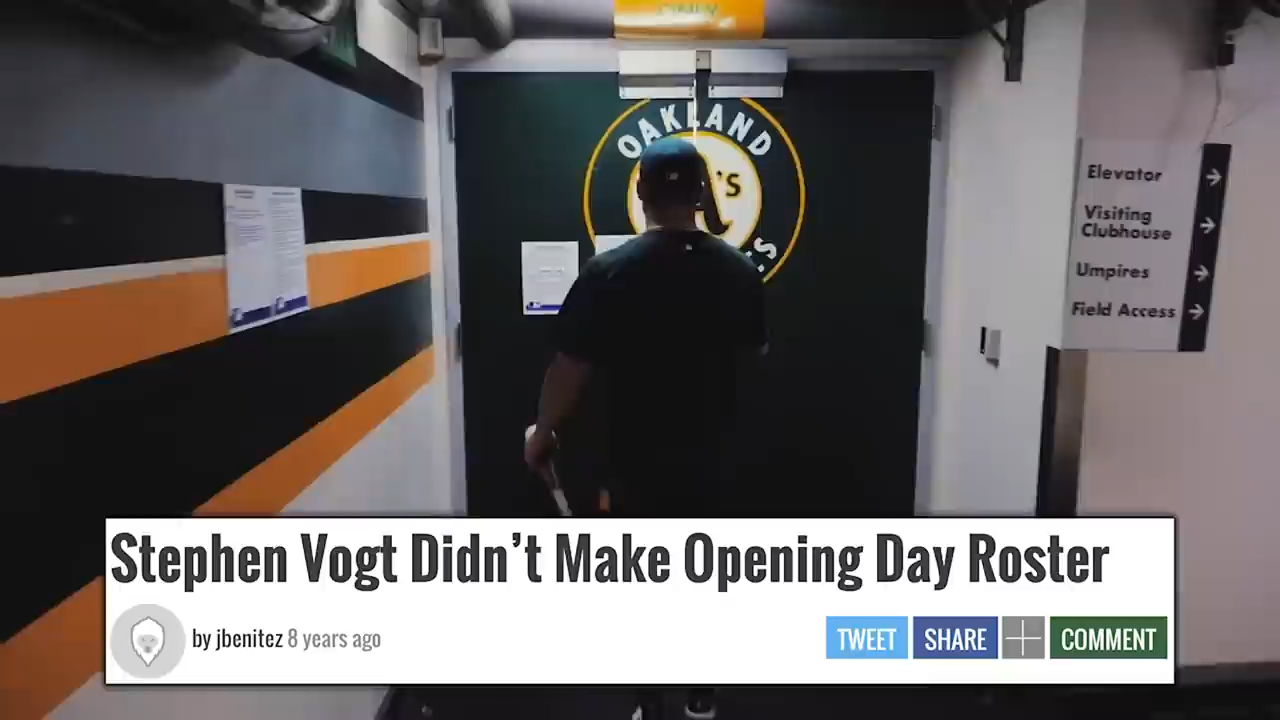 ONLY
OAKLAND
A's
Elevator
Visiting
Clubhouse
Umpires
Field Access
Stephen Vogt Didn't Make Opening Day Roster
by jbenitez 8 years ago
TWEET
SHARE
COMMENT